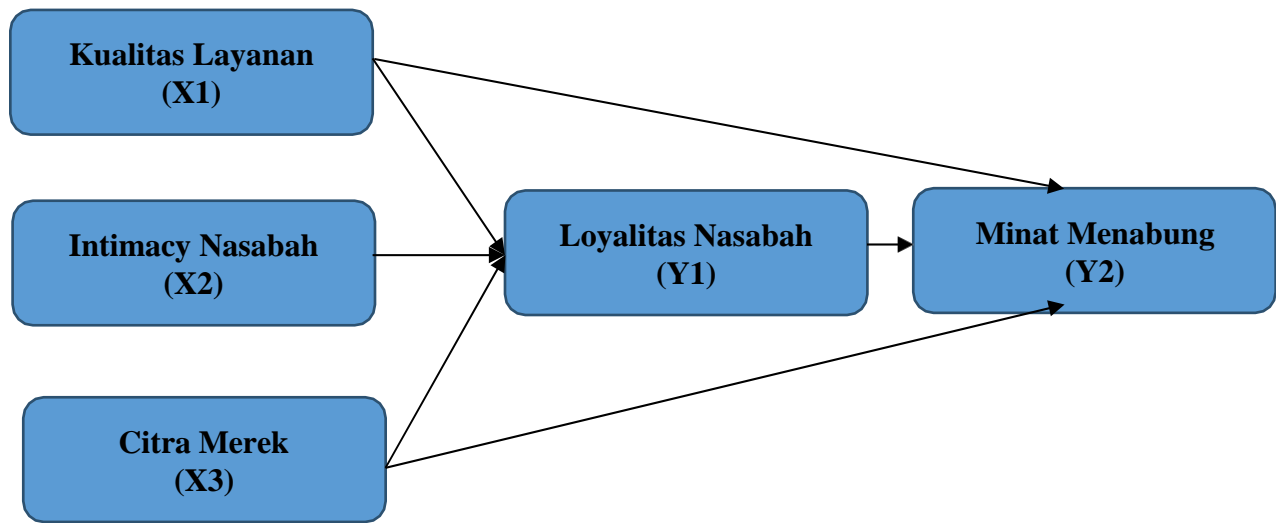 Kualitas Layanan
(X1)
Intimacy Nasabah
(X2)
Loyalitas Nasabah
(Y1)
Minat Menabung
(Y2)
Citra Merek
(X3)